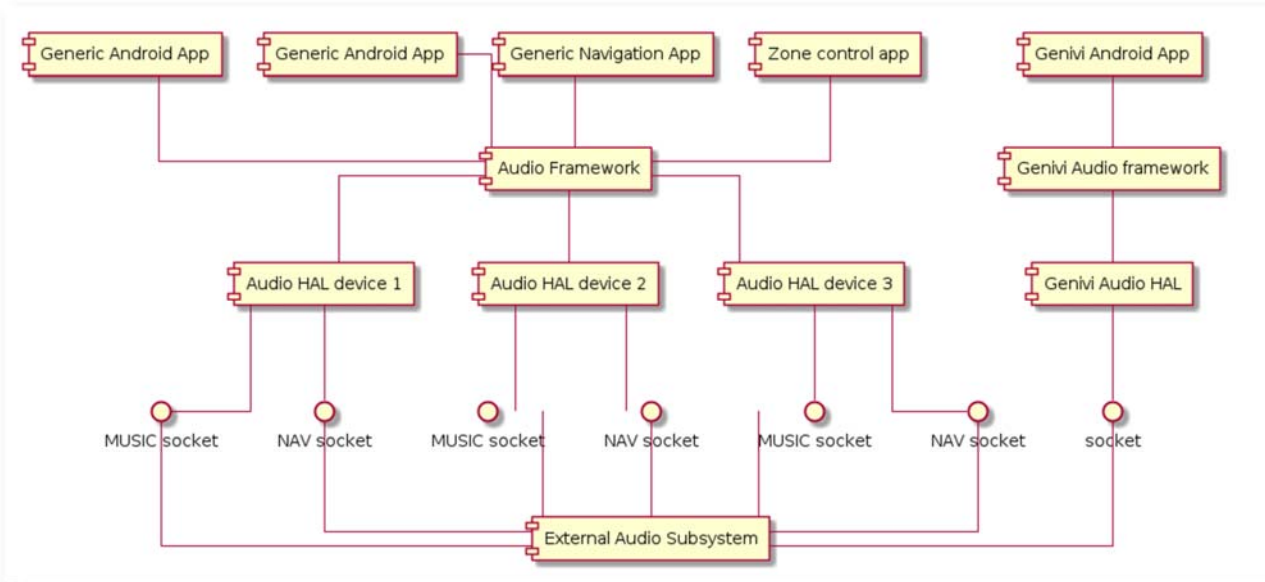 Generic Android App
Generic Android App
Generic Navigation App
Zone control app
Genivi Android App
Audio Framework
Genivi Audio framework
Audio HAL device 1
Audio HAL device 2
Audio HAL device 3
Genivi Audio HAL
MUSIC socket
NAV socket
MUSIC socket
NAV socket
MUSIC socket
NAV socket
socket
External Audio Subsystem